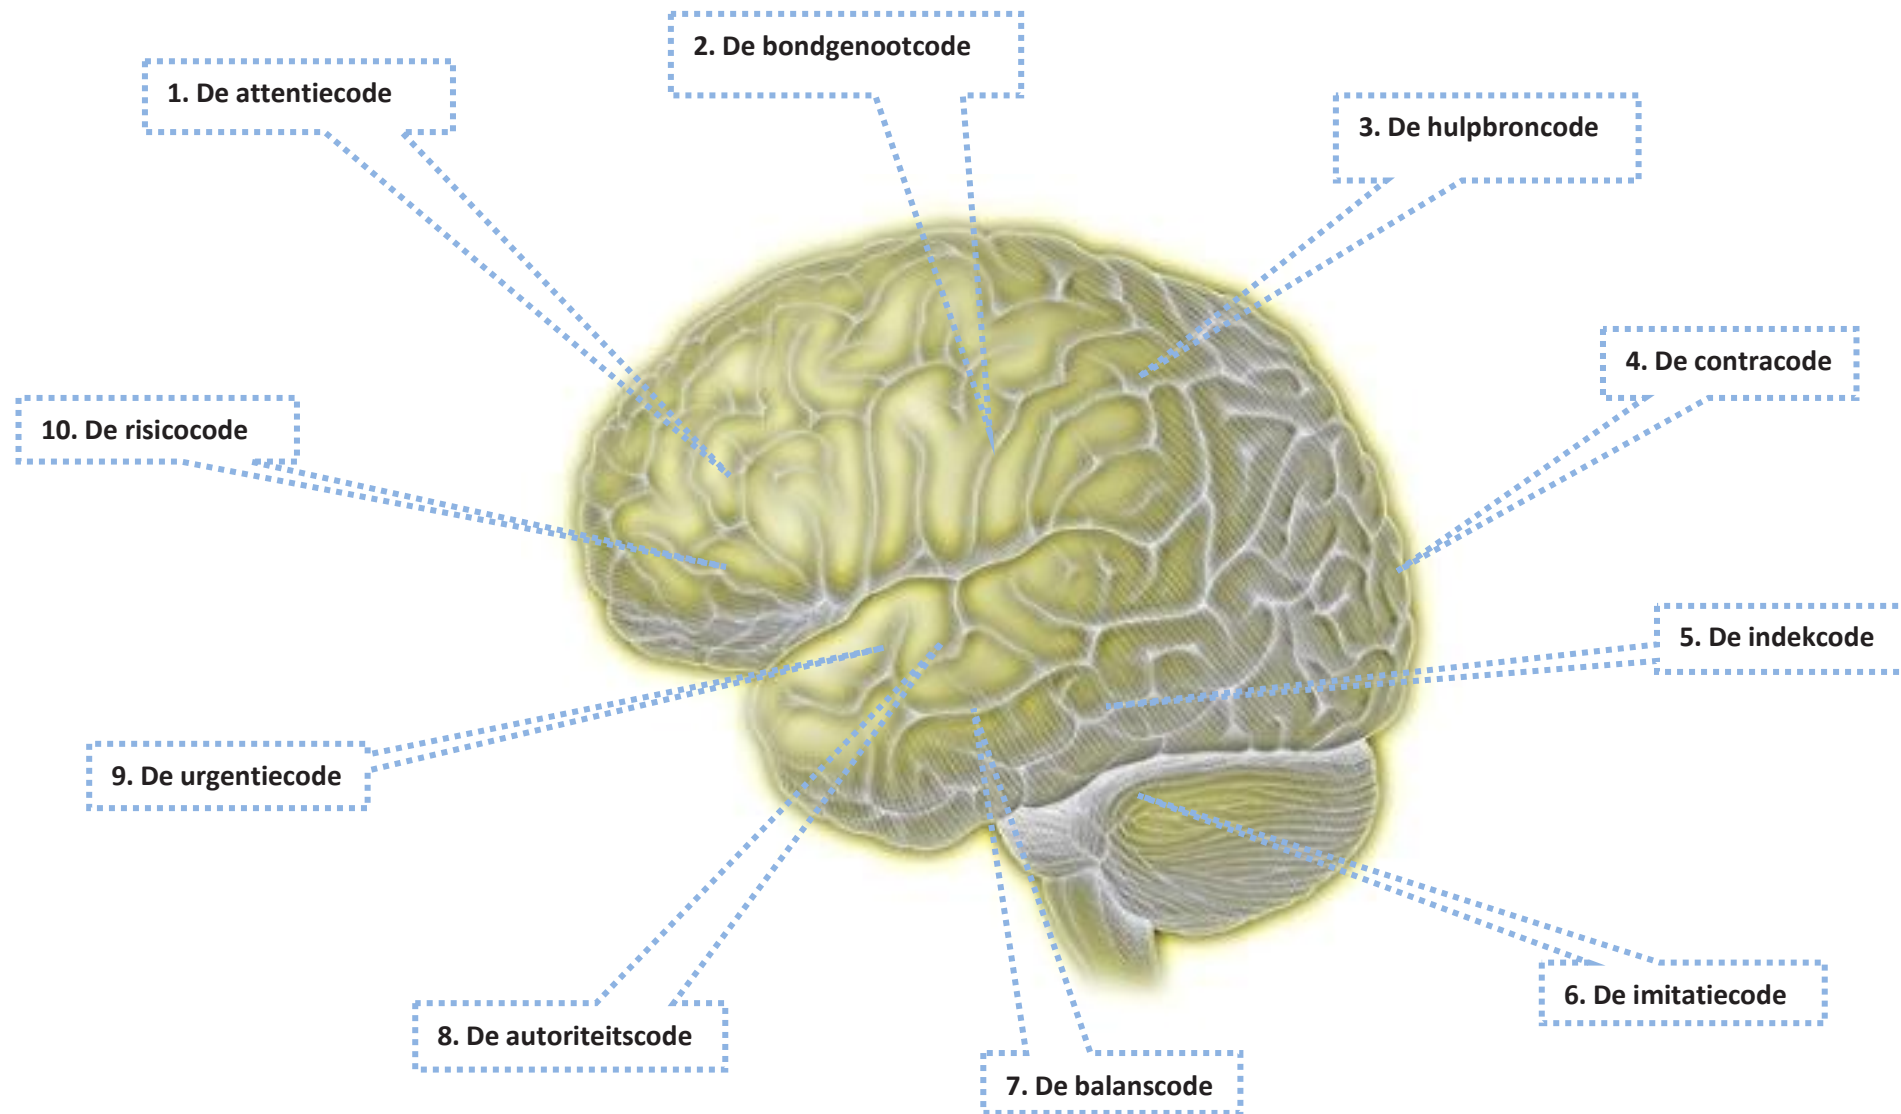 1. De attentiecode
2. De bondgenootcode
3. De hulpbroncode
4. De contracode
5. De indekcode
6. De imitatiecode
7. De balanscode
8. De autoriteitscode
9. De urgentiecode
10. De risicocode